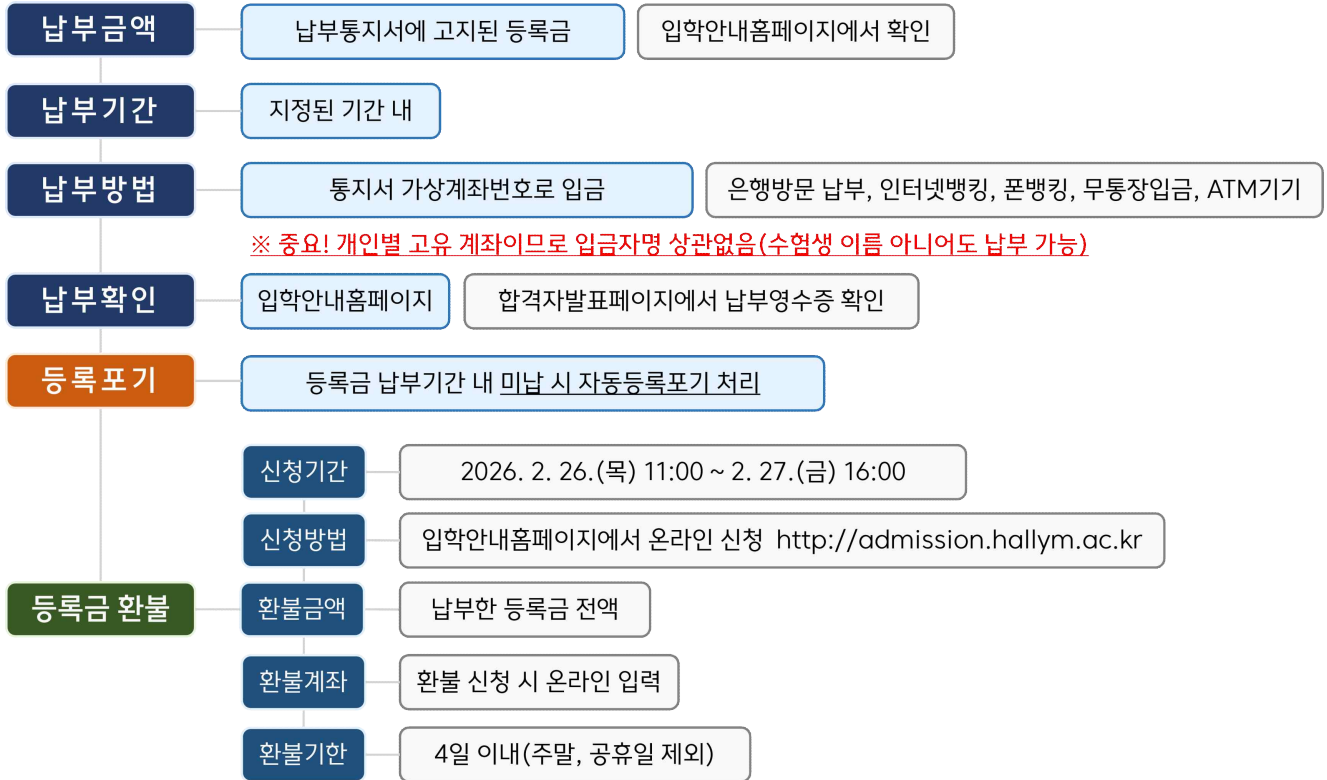 납부금액 납부통지서에 고지된 등록금 입학안내홈페이지에서 확인
납부기간 지정된 기간 내
납부방법 통지서 가상계좌번호로 입금 은행방문 납부, 인터넷뱅킹, 폰뱅킹, 무통장입금, ATM기기
※ 중요! 개인별 고유 계좌이므로 입금자명 상관없음(수험생 이름 아니어도 납부 가능)
납부확인 입학안내홈페이지 합격자발표페이지에서 납부영수증 확인
등록포기 등록금 납부기간 내 미납 시 자동등록포기 처리
신청기간 2026. 2. 26.(목) 11:00 ~ 2. 27.(금) 16:00
신청방법 입학안내홈페이지에서 온라인 신청 http://admission.hallym.ac.kr
등록금 환불 환불금액 납부한 등록금 전액
환불계좌 환불 신청 시 온라인 입력
환불기한 4일 이내(주말, 공휴일 제외)